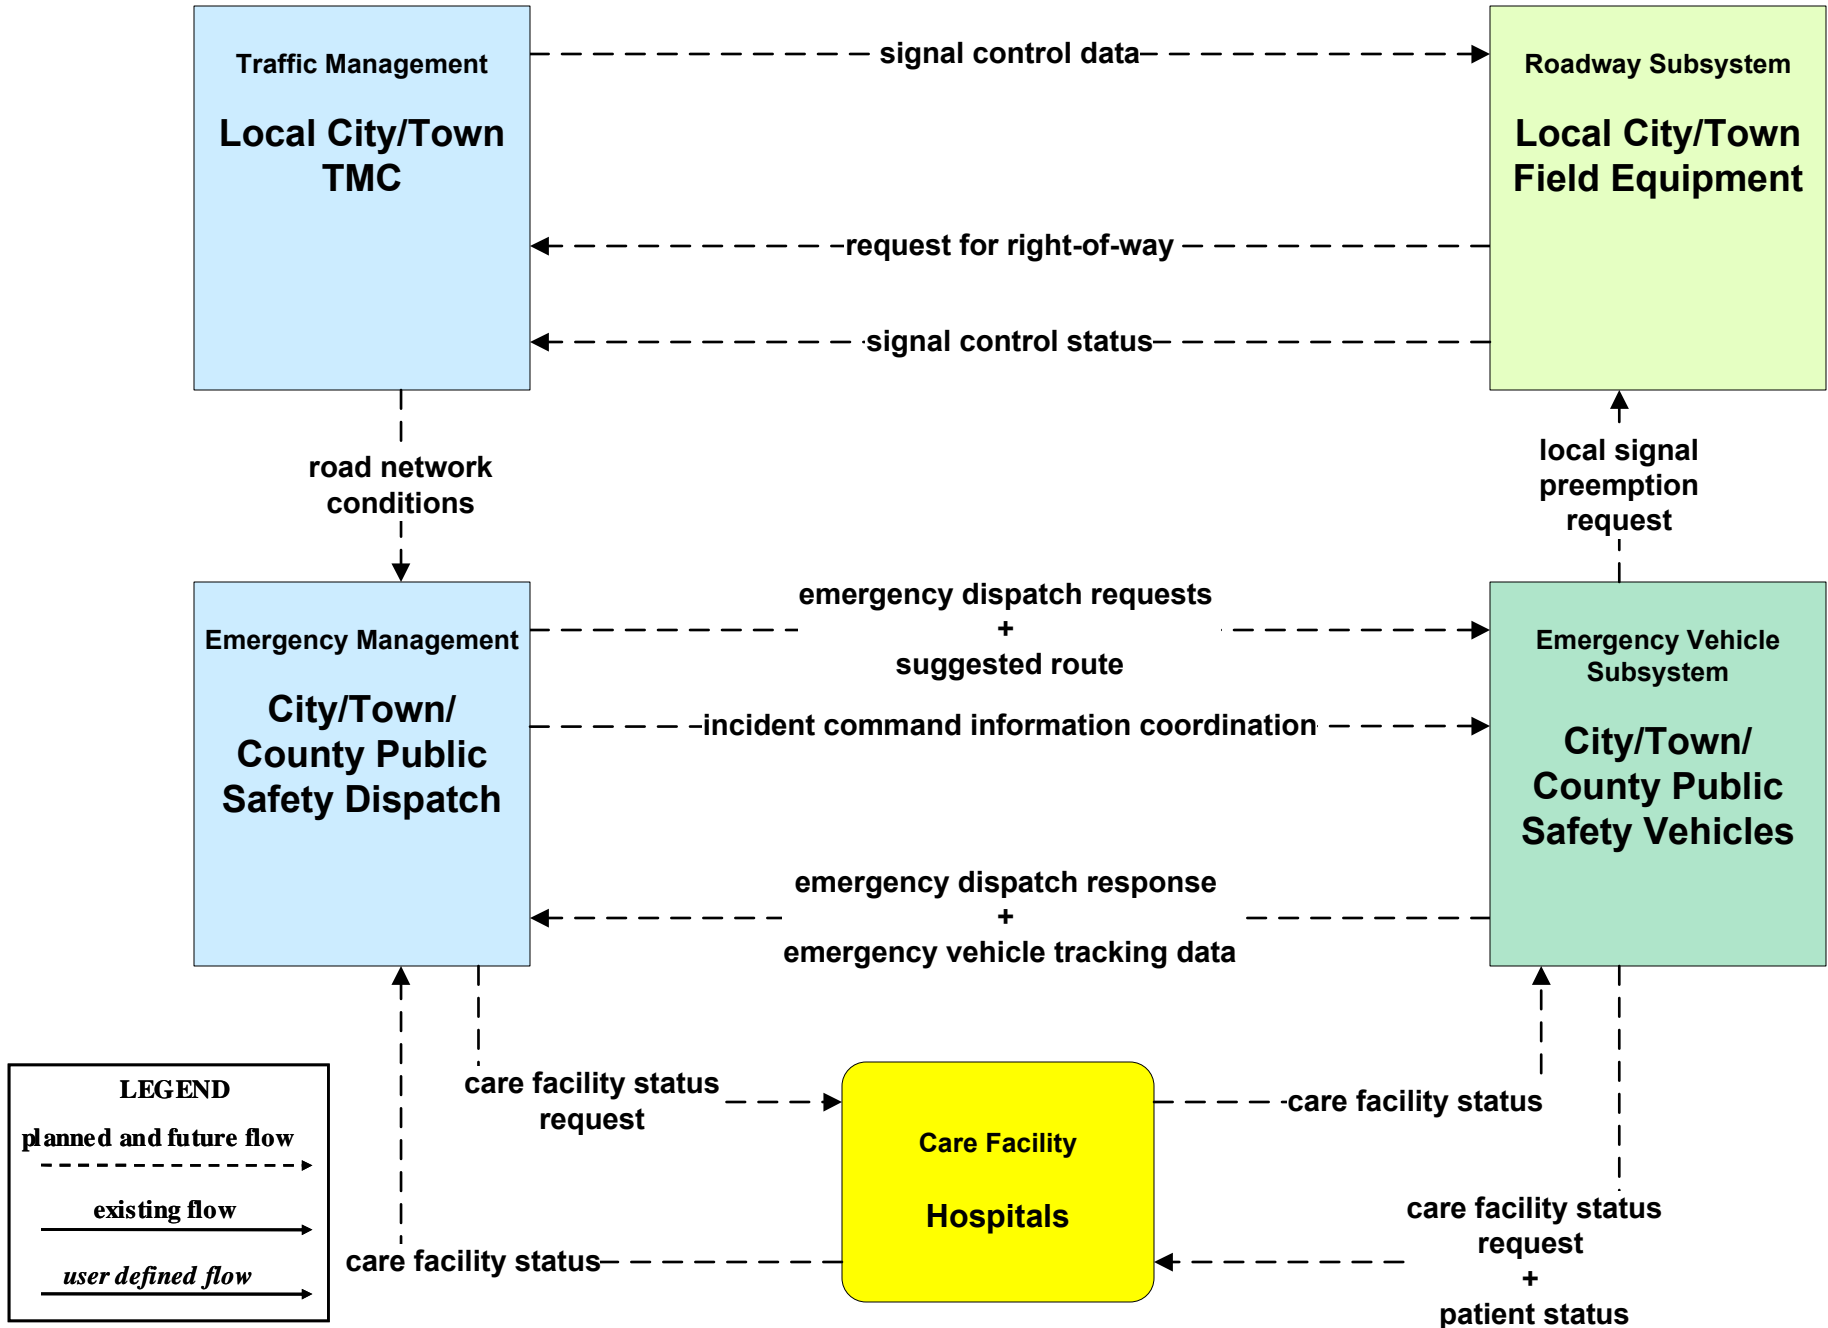 Traffic Management
Local City/Town
TMC
signal control data
request for right-of-way
signal control status
Roadway Subsystem
Local City/Town
Field Equipment
road network
conditions
local signal
preemption
request
Emergency Management
City/Town/
County Public
Safety Dispatch
emergency dispatch requests
+
suggested route
incident command information coordination
emergency dispatch response
+
emergency vehicle tracking data
Emergency Vehicle
Subsystem
City/Town/
County Public
Safety Vehicles
care facility status
request
care facility status
Care Facility
Hospitals
care facility status
care facility status
request
+
patient status
LEGEND
planned and future flow
existing flow
user defined flow